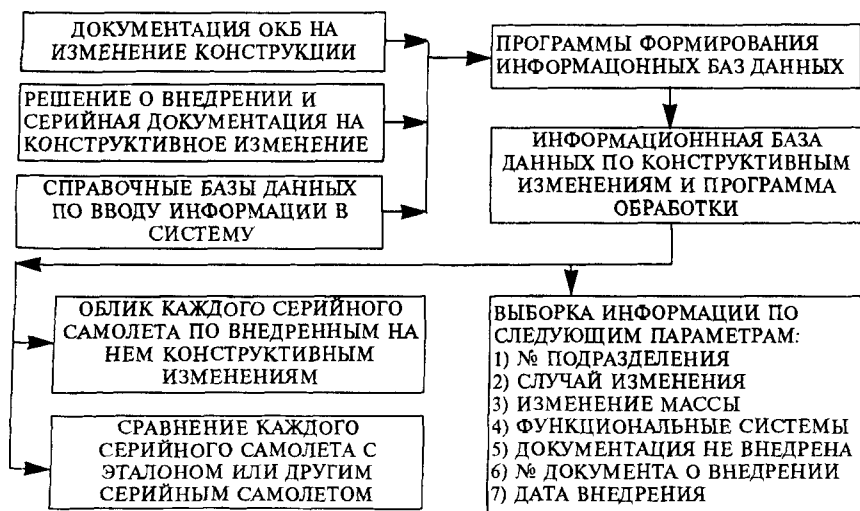 ДОКУМЕНТАЦИЯ ОКБ НА
ИЗМЕНЕНИЕ КОНСТРУКЦИИ
РЕШЕНИЕ О ВНЕДРЕНИИ И
СЕРИЙНАЯ ДОКУМЕНТАЦИЯ НА
КОНСТРУКТИВНОЕ ИЗМЕНЕНИЕ
СПРАВОЧНЫЕ БАЗЫ ДАННЫХ
ПО ВВОДУ ИНФОРМАЦИИ В
СИСТЕМУ
ПРОГРАММЫ ФОРМИРОВАНИЯ
ИНФОРМАЦОННЫХ БАЗ ДАННЫХ
ИНФОРМАЦИОНННАЯ БАЗА
ДАННЫХ ПО КОНСТРУКТИВНЫМ
ИЗМЕНЕНИЯМ И ПРОГРАММА
ОБРАБОТКИ
ОБЛИК КАЖДОГО СЕРИЙНОГО
САМОЛЕТА ПО ВНЕДРЕННЫМ НА
НЕМ КОНСТРУКТИВНЫМ
ИЗМЕНЕНИЯМ
СРАВНЕНИЕ КАЖДОГО
СЕРИЙНОГО САМОЛЕТА С
ЭТАЛОНОМ ИЛИ ДРУГИМ
СЕРИЙНЫМ САМОЛЕТОМ
ВЫБОРКА ИНФОРМАЦИИ ПО
СЛЕДУЮЩИМ ПАРАМЕТРАМ:
1) № ПОДРАЗДЕЛЕНИЯ
2) СЛУЧАЙ ИЗМЕНЕНИЯ
3) ИЗМЕНЕНИЕ МАССЫ
4) ФУНКЦИОНАЛЬНЫЕ СИСТЕМЫ
5) ДОКУМЕНТАЦИЯ НЕ ВНЕДРЕНА
6) № ДОКУМЕНТА О ВНЕДРЕНИИ
7) ДАТА ВНЕДРЕНИЯ